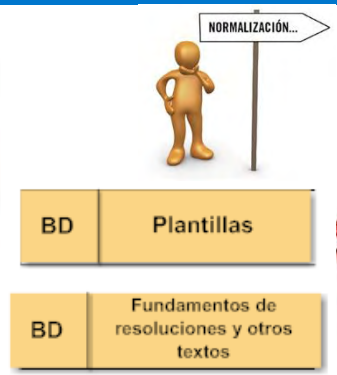 NORMALIZACIÓN...
BD Plantillas
BD Fundamentos de
resoluciones y otros
textos